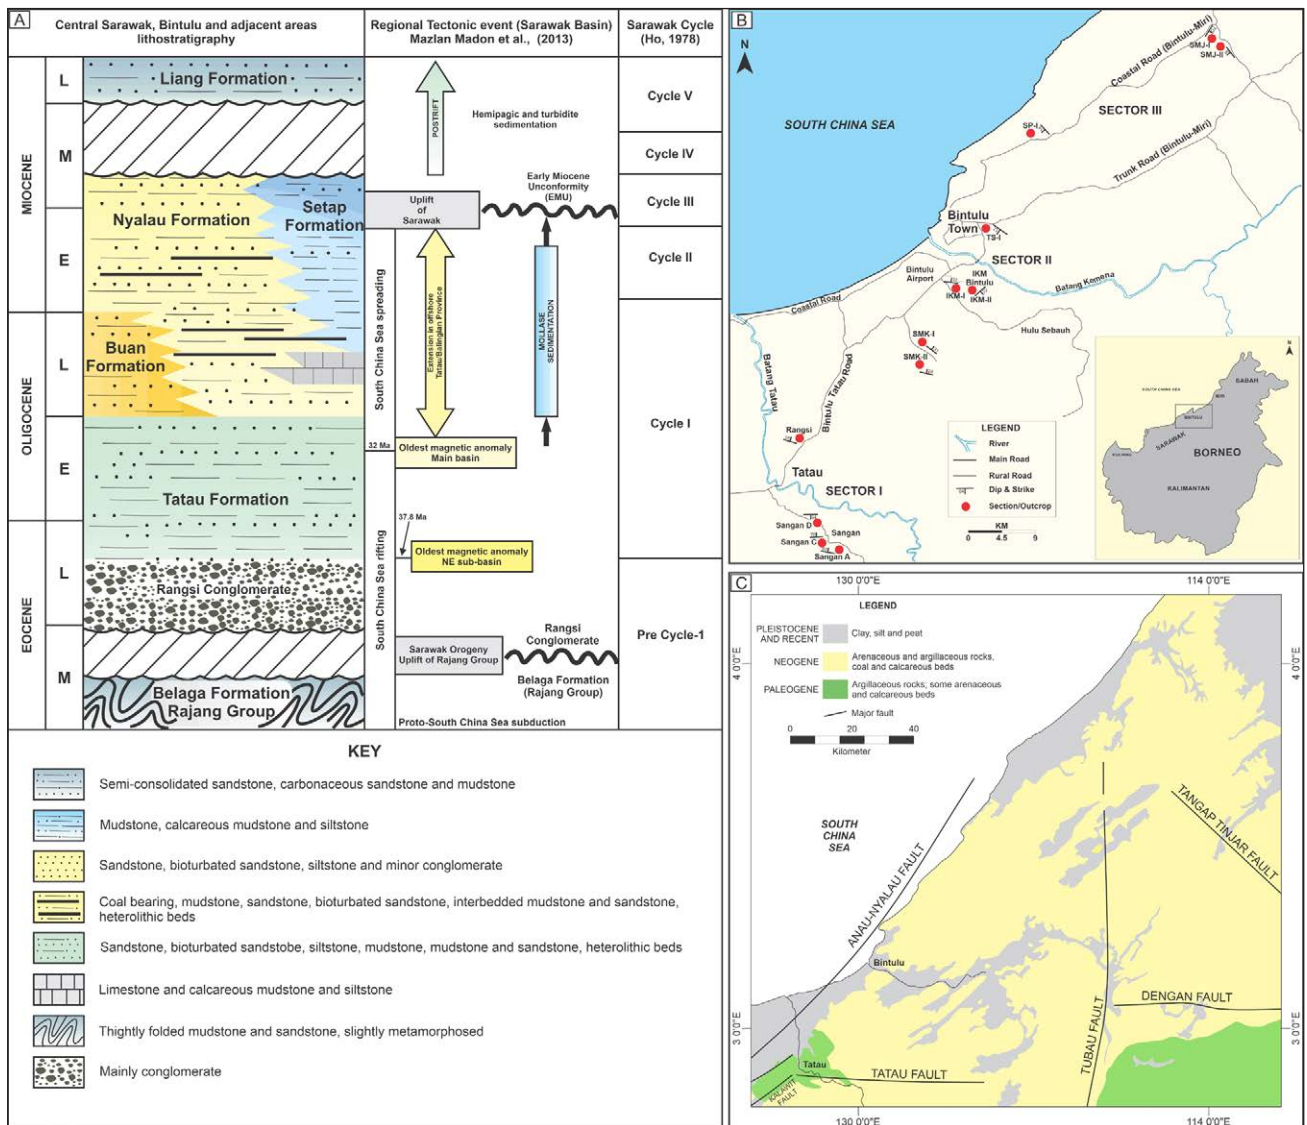 A
Central Sarawak, Bintulu and adjacent areas
lithostratigraphy
Regional Tectonic event (Sarawak Basin)
Mazlan Madon et al., (2013)
Sarawak Cycle
(Ho, 1978)
MIOCENE
OLIGOCENE
EOCENE
L
M
E
L
E
L
M
Liang Formation
Nyalau Formation
Setap
Formation
Buan
Formation
Tatau Formation
Rangsi Conglomerate
Belaga Formation
Rajang Group
POSTRIFT
Hemipagic and turbidite
sedimentation
Uplift
of
Sarawak
Early Miocene
Unconformity
(EMU)
South China Sea spreading
Extension in offshore
Tatau/Balingian Province
MOLLASE
SEDIMENTATION
32 Ma
Oldest magnetic anomaly
Main basin
37.8 Ma
Oldest magnetic anomaly
NE sub-basin
South China Sea rifting
Sarawak Orogeny
Uplift of Rajang Group
Rangsi
Conglomerate
Belaga Formation
(Rajang Group)
Proto-South China Sea subduction
Cycle V
Cycle IV
Cycle III
Cycle II
Cycle I
Pre Cycle-1
KEY
Semi-consolidated sandstone, carbonaceous sandstone and mudstone
Mudstone, calcareous mudstone and siltstone
Sandstone, bioturbated sandstone, siltstone and minor conglomerate
Coal bearing, mudstone, sandstone, bioturbated sandstone, interbedded mudstone and sandstone,
heterolithic beds
Sandstone, bioturbated sandstobe, siltstone, mudstone, mudstone and sandstone, heterolithic beds
Limestone and calcareous mudstone and siltstone
Thightly folded mudstone and sandstone, slightly metamorphosed
Mainly conglomerate
B
N
SOUTH CHINA SEA
Coastal Road (Bintulu-Miri)
SMJ-I
SMJ-II
SECTOR III
SP-I
Trunk Road (Bintulu-Miri)
Bintulu
Town
TS-I
SECTOR II
Bintulu
Airport
IKM
Bintulu
IKM-I
IKM-II
Batang Kemena
Coastal Road
Hulu Sebauh
SMK-I
SMK-II
Batang Tatau
Bintulu Tatau Road
Rangsi
Tatau
SECTOR I
Sangan D
Sangan
Sangan C
Sangan A
LEGEND
River
Main Road
Rural Road
Dip & Strike
Section/Outcrop
KM
0 4.5 9
N
SOUTH CHINA SEA
SABAH
MIRI
BINTULU
SARAWAK
BORNEO
KALIMANTAN
C
130 0'0"E
114 0'0"E
4 0'0"E
4 0'0"E
3 0'0"E
3 0'0"E
LEGEND
PLEISTOCENE
AND RECENT
Clay, silt and peat
NEOGENE
Arenaceous and argillaceous rocks,
coal and calcareous beds
PALEOGENE
Argillaceous rocks; some arenaceous
and calcareous beds
Major fault
0 20 40
Kilometer
SOUTH
CHINA
SEA
ANAU-NYALAU FAULT
TANGAP TINJAR FAULT
Bintulu
DENGAN FAULT
TUBAU FAULT
Tatau
TATAU FAULT
KALAWIT
FAULT
130 0'0"E
114 0'0"E